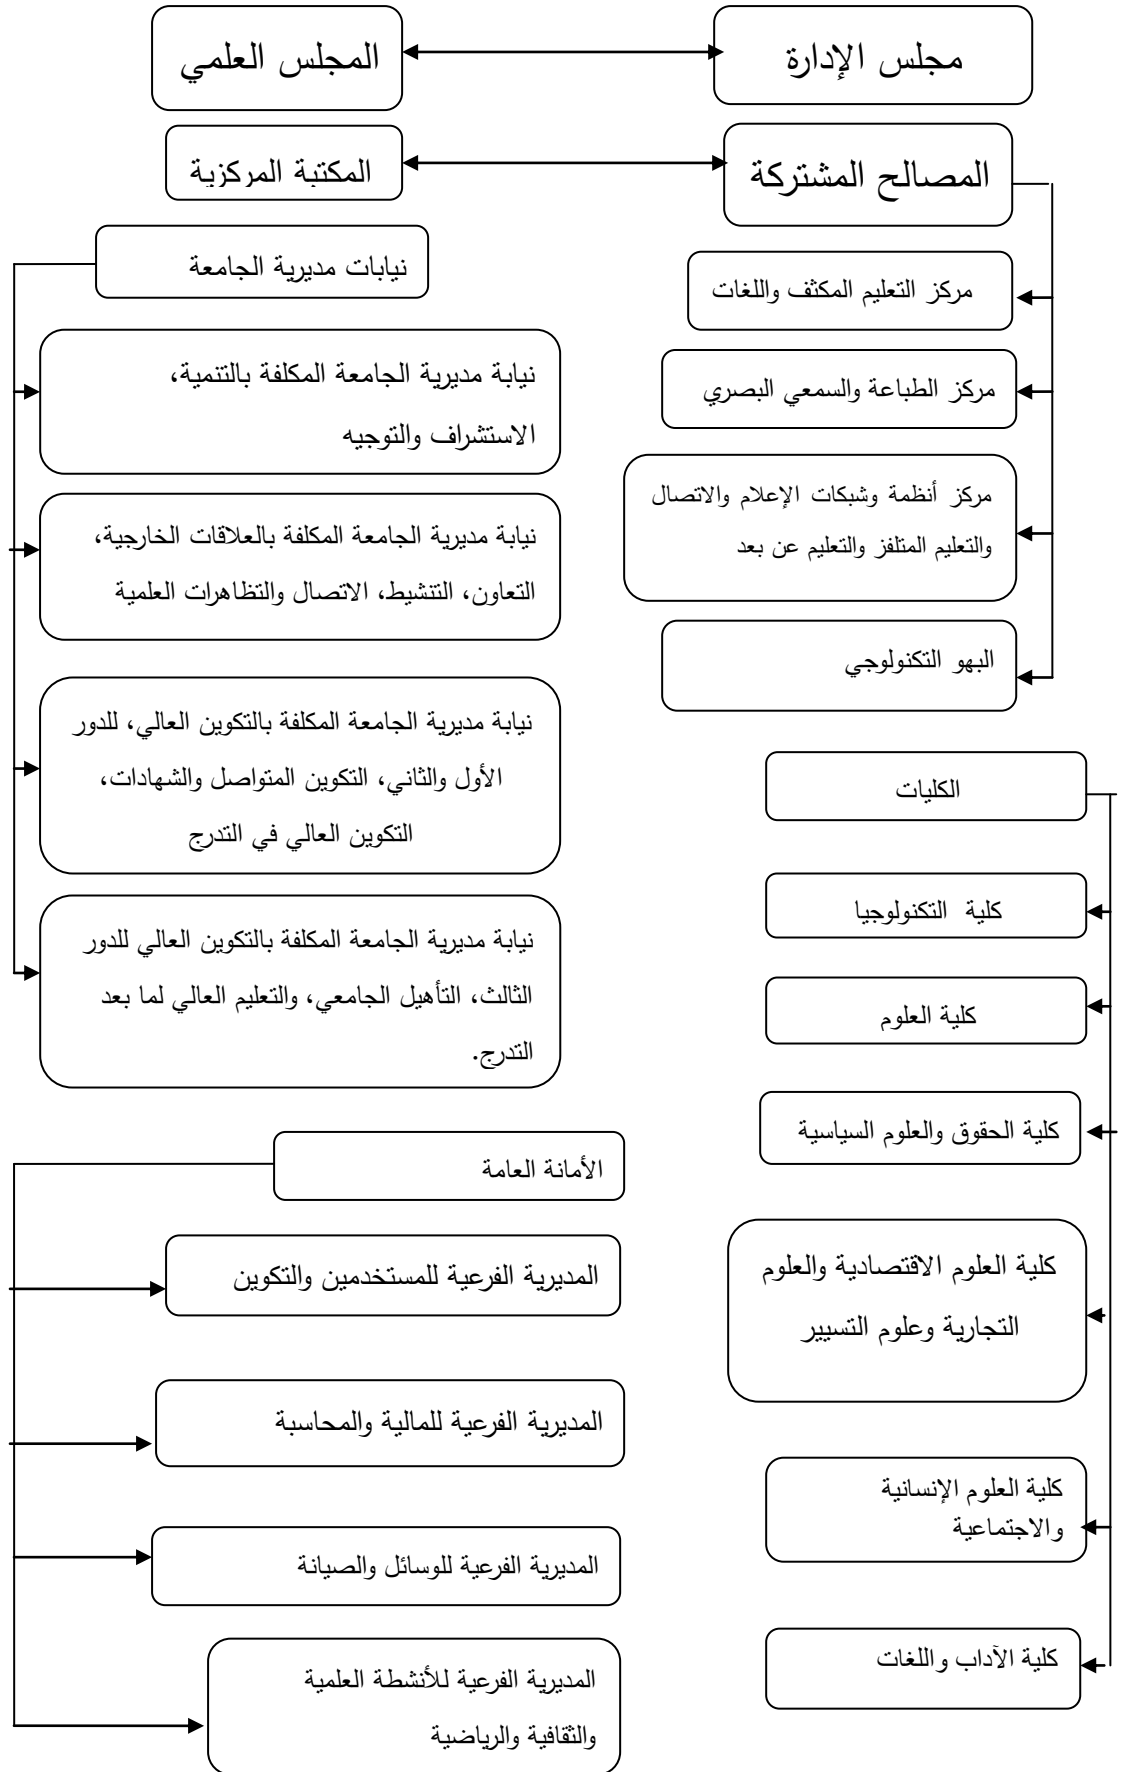 مجلس الإدارة
المجلس العلمي
المصالح المشتركة
المكتبة المركزية
مركز التعليم المكثف واللغات
مركز الطباعة والسمعي البصري
مركز أنظمة وشبكات الإعلام والاتصال
والتعليم المتلفز والتعليم عن بعد
البهو التكنولوجي
نيابات مديرية الجامعة
نيابة مديرية الجامعة المكلفة بالتنمية،
الاستشراف والتوجيه
نيابة مديرية الجامعة المكلفة بالعلاقات الخارجية،
التعاون، التنشيط، الاتصال والتظاهرات العلمية
نيابة مديرية الجامعة المكلفة بالتكوين العالي، للدور
الأول والثاني، التكوين المتواصل والشهادات،
التكوين العالي في التدرج
نيابة مديرية الجامعة المكلفة بالتكوين العالي للدور
الثالث، التأهيل الجامعي، والتعليم العالي لما بعد
التدرج.
الكليات
كلية التكنولوجيا
كلية العلوم
كلية الحقوق والعلوم السياسية
كلية العلوم الاقتصادية والعلوم
التجارية وعلوم التسيير
كلية العلوم الإنسانية
والاجتماعية
كلية الآداب واللغات
الأمانة العامة
المديرية الفرعية للمستخدمين والتكوين
المديرية الفرعية للمالية والمحاسبة
المديرية الفرعية للوسائل والصيانة
المديرية الفرعية للأنشطة العلمية
والثقافية والرياضية